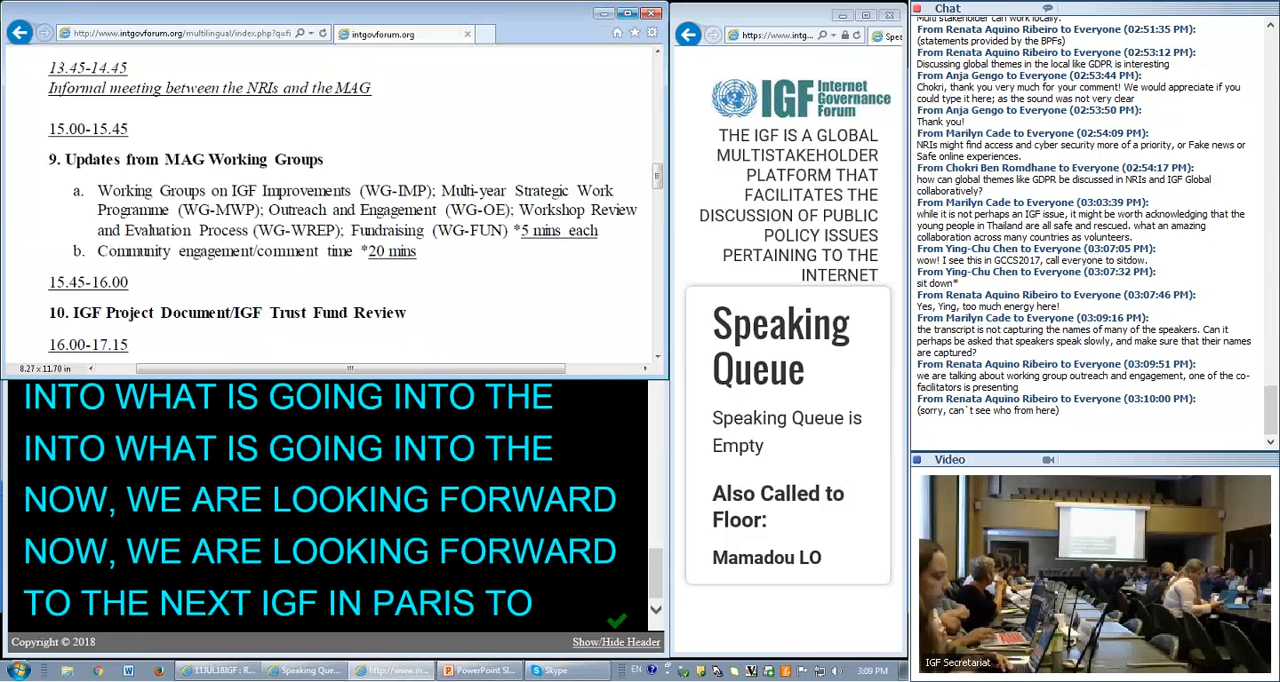 http://www.intgovforum.org/multilingual/index.php?q=fi
intgovforum.org
13.45-14.45
Informal meeting between the NRIs and the MAG
15.00-15.45
9. Updates from MAG Working Groups
a. Working Groups on IGF Improvements (WG-IMP); Multi-year Strategic Work
Programme (WG-MWP); Outreach and Engagement (WG-OE); Workshop Review
and Evaluation Process (WG-WREP); Fundraising (WG-FUN) *5 mins each
b. Community engagement/comment time *20 mins
15.45-16.00
10. IGF Project Document/IGF Trust Fund Review
16.00-17.15
8.27 x 11.70 in
INTO WHAT IS GOING INTO THE
INTO WHAT IS GOING INTO THE
NOW, WE ARE LOOKING FORWARD
NOW, WE ARE LOOKING FORWARD
TO THE NEXT IGF IN PARIS TO
Copyright © 2018
Show/Hide Header
https://www.intg...
Spea
IGF Internet
Governance
Forum
THE IGF IS A GLOBAL
MULTISTAKEHOLDER
PLATFORM THAT
FACILITATES THE
DISCUSSION OF PUBLIC
POLICY ISSUES
PERTAINING TO THE
INTERNET
Speaking
Queue
Speaking Queue is
Empty
Also Called to
Floor:
Mamadou LO
Chat
Multi stakeholder can work locally.
From Renata Aquino Ribeiro to Everyone (02:51:35 PM):
(statements provided by the BPFs)
From Renata Aquino Ribeiro to Everyone (02:53:12 PM):
Discussing global themes in the local like GDPR is interesting
From Anja Gengo to Everyone (02:53:44 PM):
Chokri, thank you very much for your comment! We would appreciate if you
could type it here; as the sound was not very clear
From Anja Gengo to Everyone (02:53:50 PM):
Thank you!
From Marilyn Cade to Everyone (02:54:09 PM):
NRIs might find access and cyber security more of a priority, or Fake news or
Safe online experiences.
From Chokri Ben Romdhane to Everyone (02:54:17 PM):
how can global themes like GDPR be discussed in NRIs and IGF Global
collaboratively?
From Marilyn Cade to Everyone (03:03:39 PM):
while it is not perhaps an IGF issue, it might be worth acknowledging that the
young people in Thailand are all safe and rescued. what an amazing
collaboration across many countries as volunteers.
From Ying-Chu Chen to Everyone (03:07:05 PM):
wow! I see this in GCCS2017, call everyone to sitdow.
From Ying-Chu Chen to Everyone (03:07:32 PM):
sit down*
From Renata Aquino Ribeiro to Everyone (03:07:46 PM):
Yes, Ying, too much energy here!
From Marilyn Cade to Everyone (03:09:16 PM):
the transcript is not capturing the names of many of the speakers. Can it
perhaps be asked that speakers speak slowly, and make sure that their names
are captured?
From Renata Aquino Ribeiro to Everyone (03:09:51 PM):
we are talking about working group outreach and engagement, one of the co-
facilitators is presenting
From Renata Aquino Ribeiro to Everyone (03:10:00 PM):
(sorry, can`t see who from here)
Video
IGF Secretariat
11JUL18IGF : R...
Speaking Que...
http://www.m...
PowerPoint Sl...
Skype
EN
3:09 PM